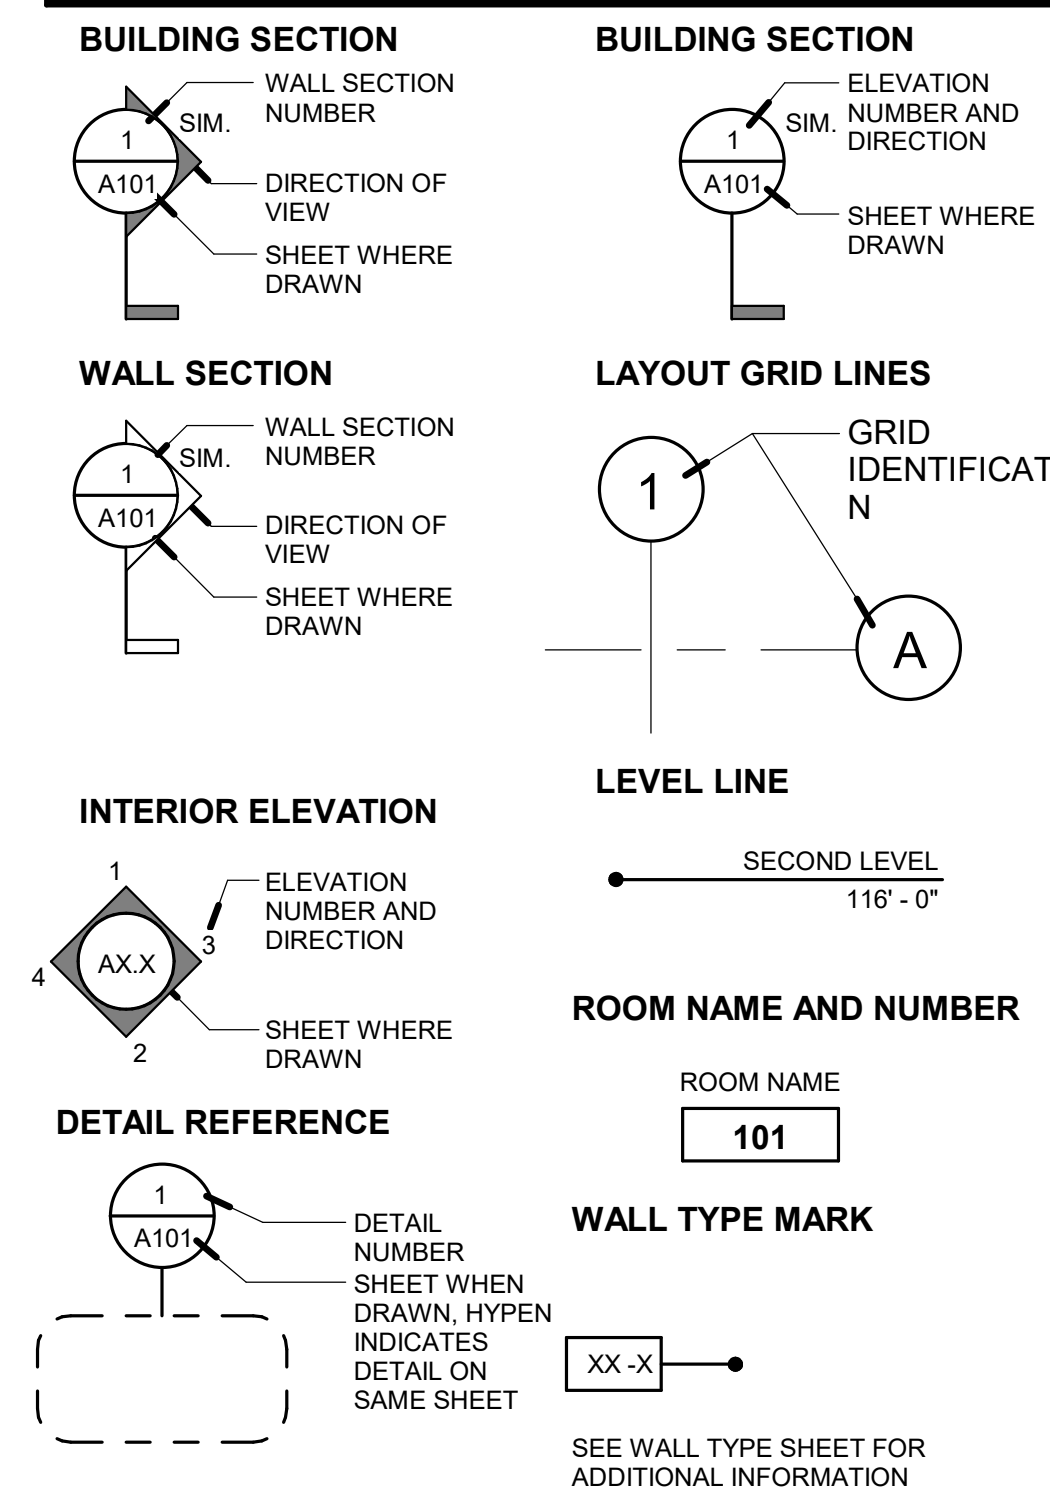 BUILDING SECTION
WALL SECTION
NUMBER
SIM.
1
A101
DIRECTION OF
VIEW
SHEET WHERE
DRAWN
BUILDING SECTION
ELEVATION
NUMBER AND
DIRECTION
SIM.
1
A101
SHEET WHERE
DRAWN
WALL SECTION
WALL SECTION
NUMBER
SIM.
1
A101
DIRECTION OF
VIEW
SHEET WHERE
DRAWN
LAYOUT GRID LINES
GRID
IDENTIFICAT
N
1
A
INTERIOR ELEVATION
1
ELEVATION
NUMBER AND
DIRECTION
3
AX.X
4
2
SHEET WHERE
DRAWN
LEVEL LINE
SECOND LEVEL
116' - 0"
ROOM NAME AND NUMBER
ROOM NAME
101
DETAIL REFERENCE
1
A101
DETAIL
NUMBER
SHEET WHEN
DRAWN, HYPEN
INDICATES
DETAIL ON
SAME SHEET
WALL TYPE MARK
XX -X
SEE WALL TYPE SHEET FOR
ADDITIONAL INFORMATION